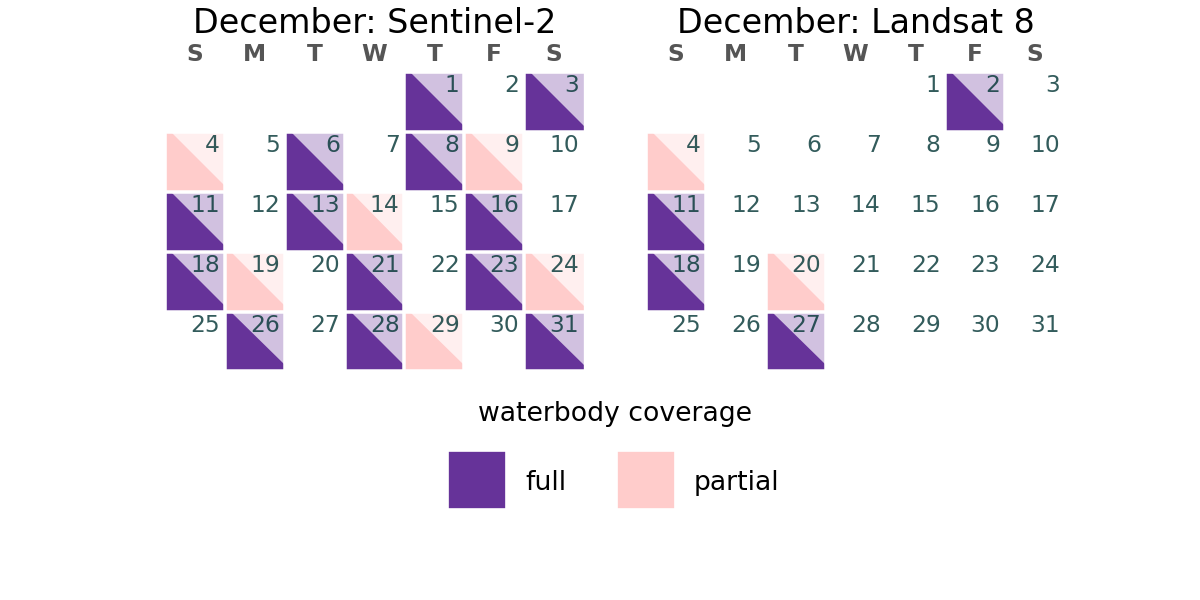 December: Sentinel-2
S M T W T F S
1 2 3
4 5 6 7 8 9 10
11 12 13 14 15 16 17
18 19 20 21 22 23 24
25 26 27 28 29 30 31
December: Landsat 8
S M T W T F S
1 2 3
4 5 6 7 8 9 10
11 12 13 14 15 16 17
18 19 20 21 22 23 24
25 26 27 28 29 30 31
waterbody coverage
full partial